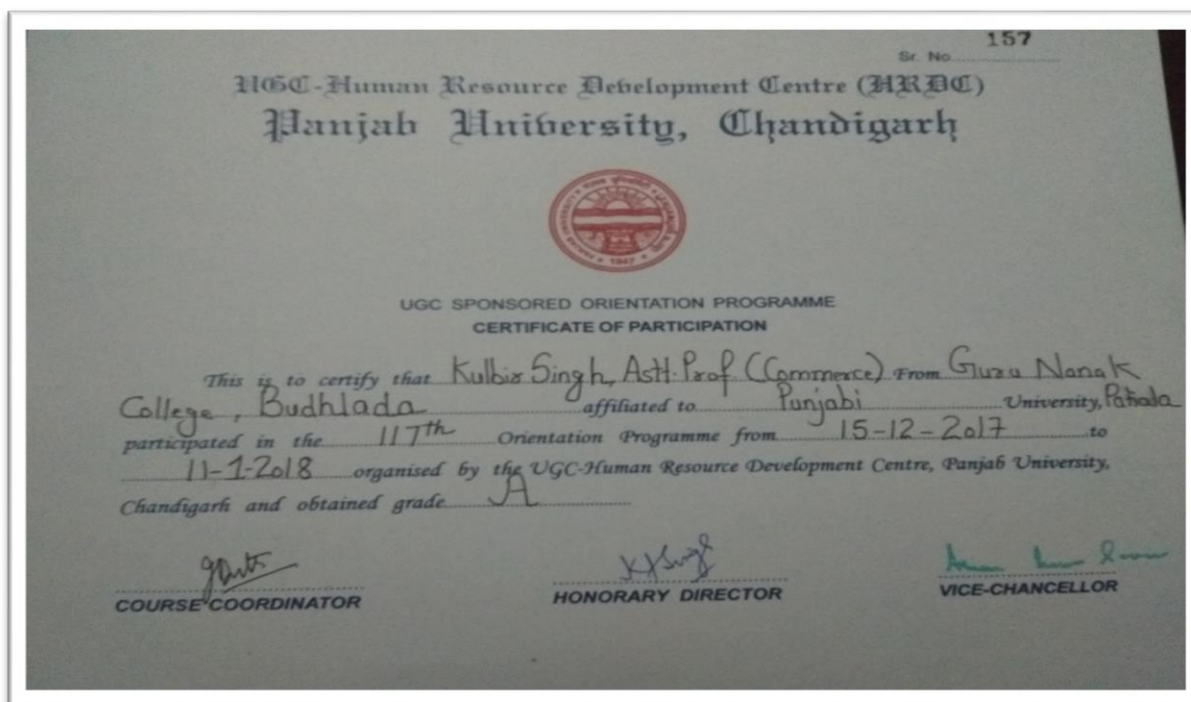 157
Sr. No.
UGC-Human Resource Development Centre (HRDC)
Panjab University, Chandigarh
1947
UGC SPONSORED ORIENTATION PROGRAMME
CERTIFICATE OF PARTICIPATION
This is to certify that Kulbir Singh, Astt. Prof (Commerce) From Guru Nanak
College, Budhlada affiliated to Punjabi University, Patiala
participated in the 117th Orientation Programme from 15-12-2017 to
11-1-2018 organised by the UGC-Human Resource Development Centre, Panjab University,
Chandigarh and obtained grade A
COURSE COORDINATOR HONORARY DIRECTOR VICE-CHANCELLOR